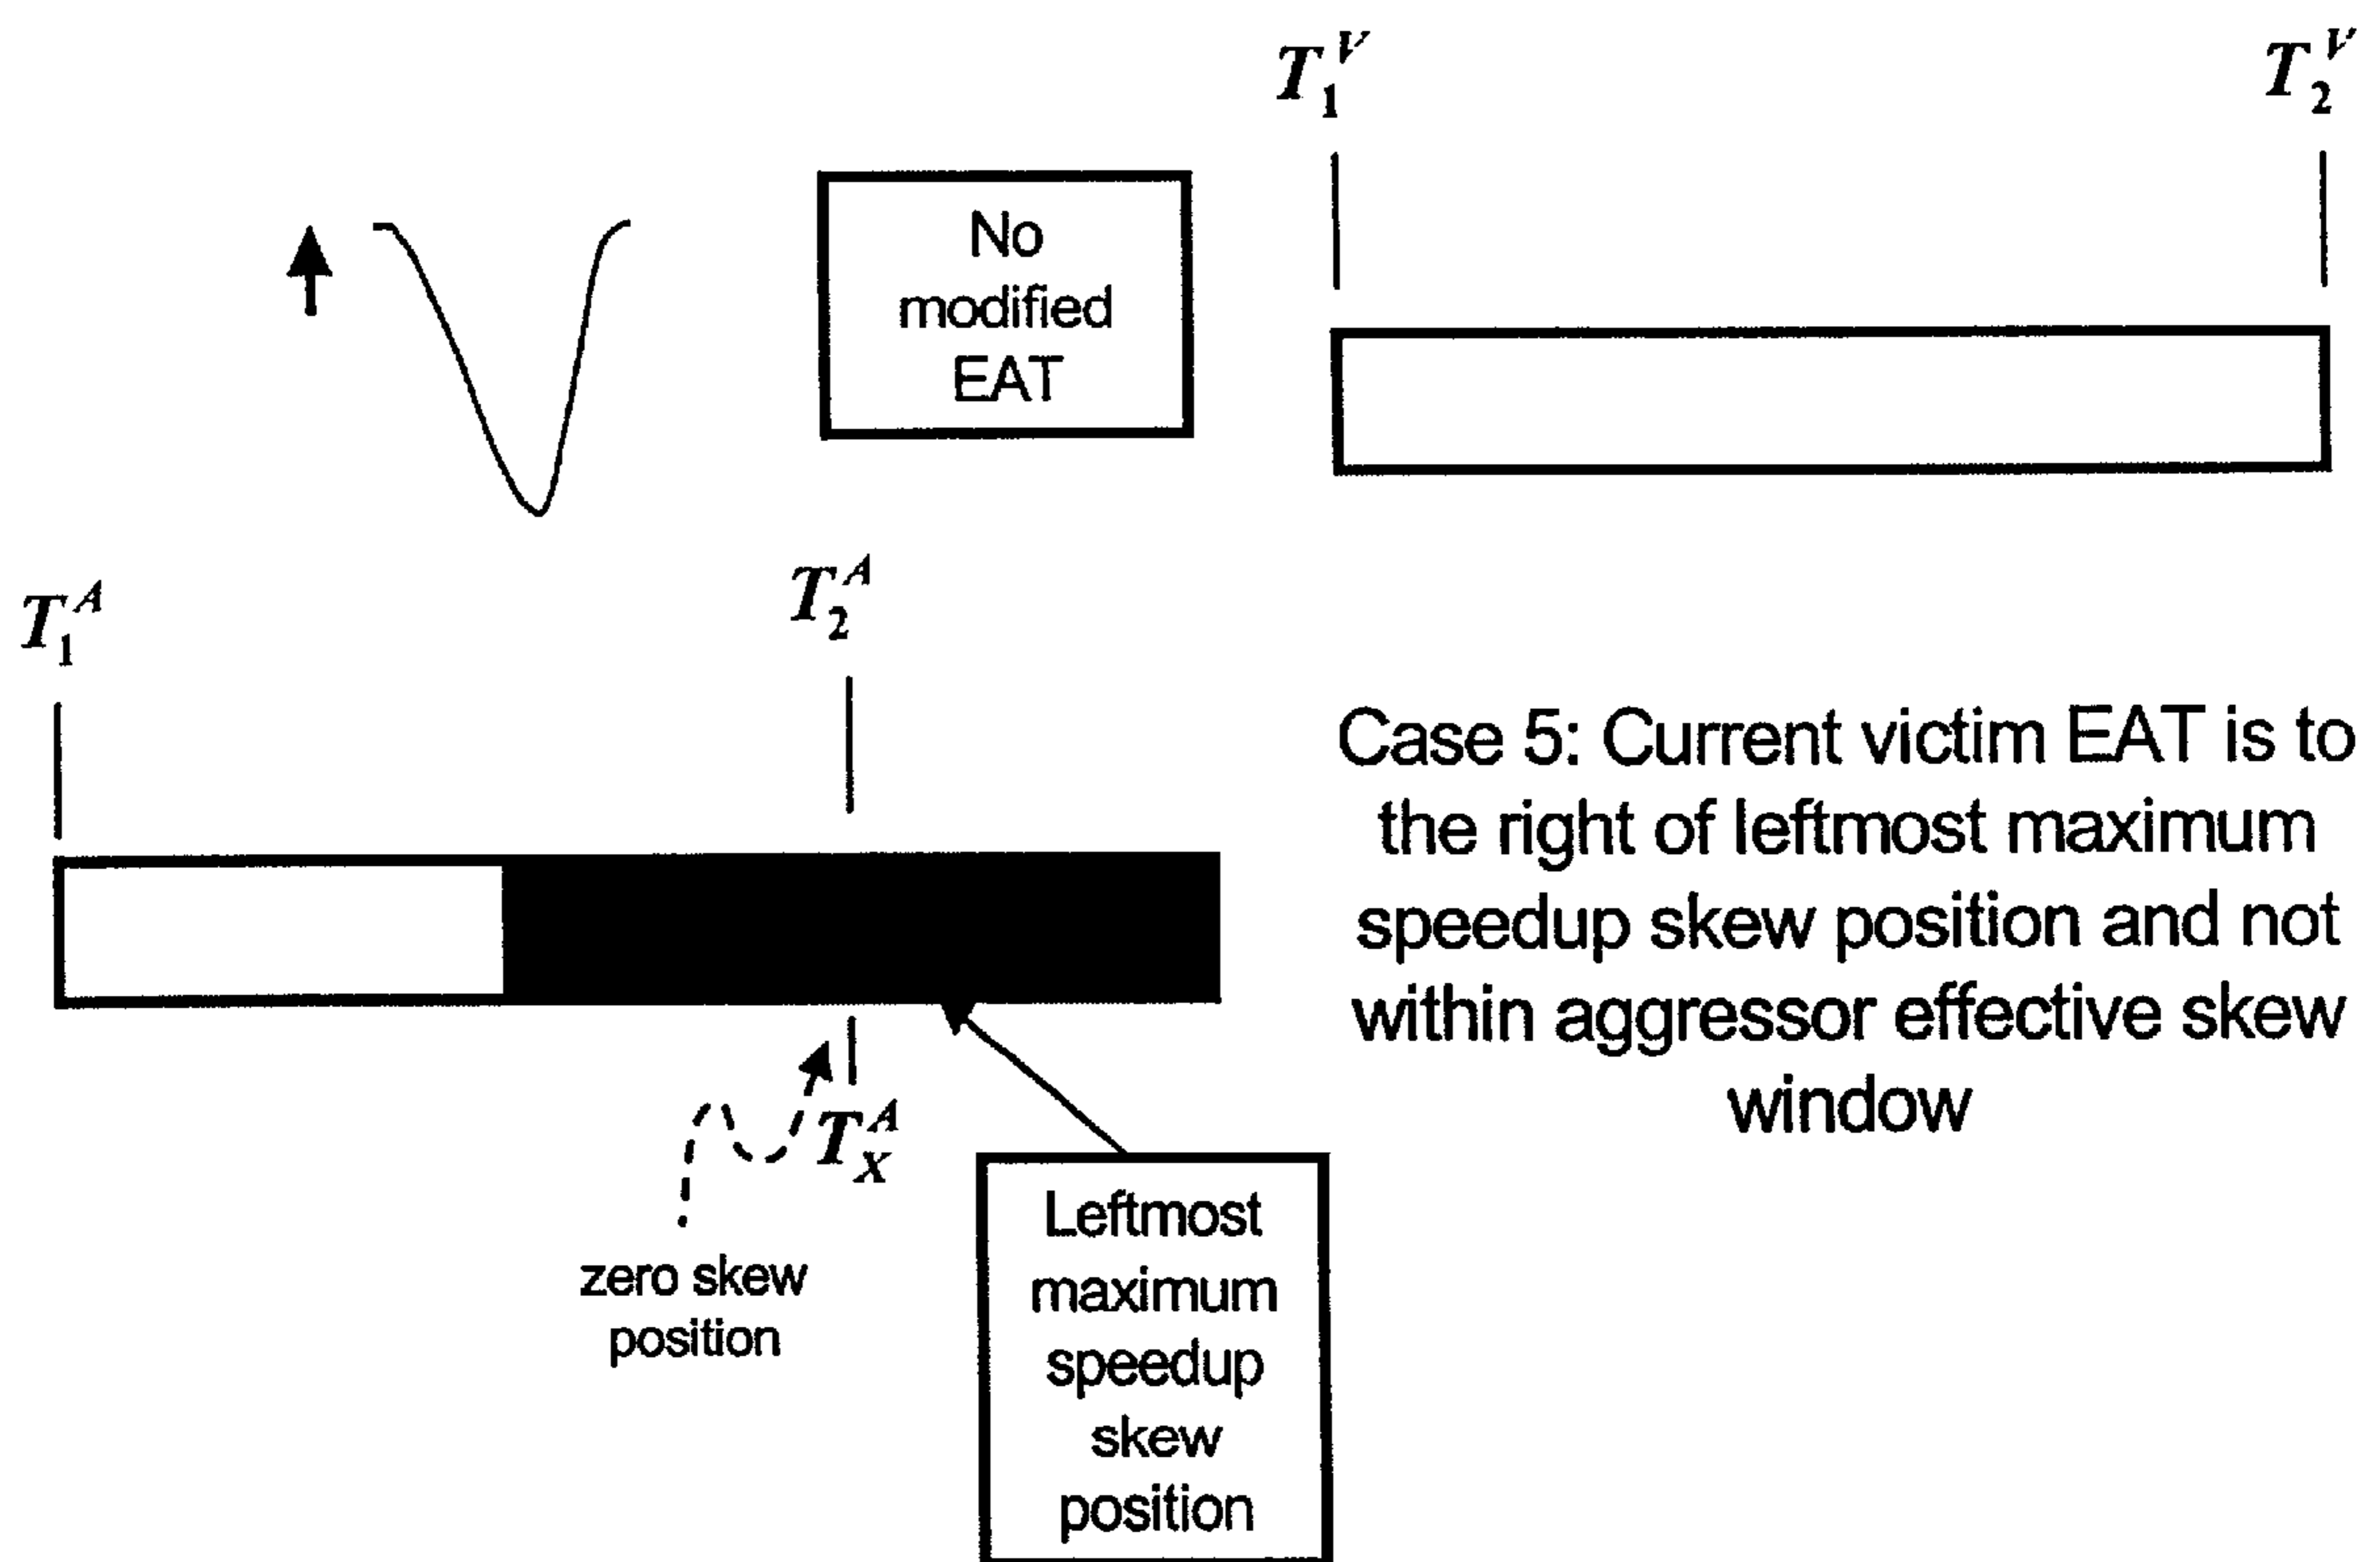 T₁ⱽ
T₂ⱽ
No
modified
EAT
T₁ᴬ
T₂ᴬ
Case 5: Current victim EAT is to
the right of leftmost maximum
speedup skew position and not
within aggressor effective skew
window
T_Xᴬ
zero skew
position
Leftmost
maximum
speedup
skew
position